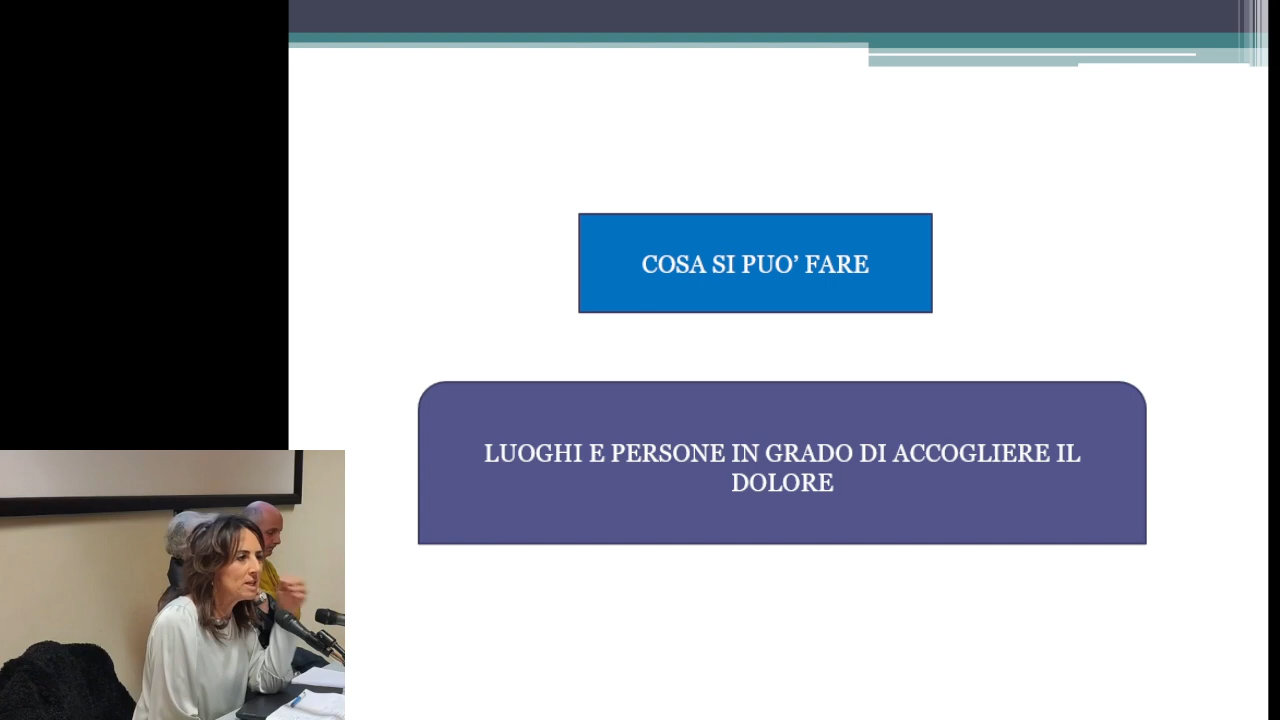 COSA SI PUO’ FARE
LUOGHI E PERSONE IN GRADO DI ACCOGLIERE IL
DOLORE